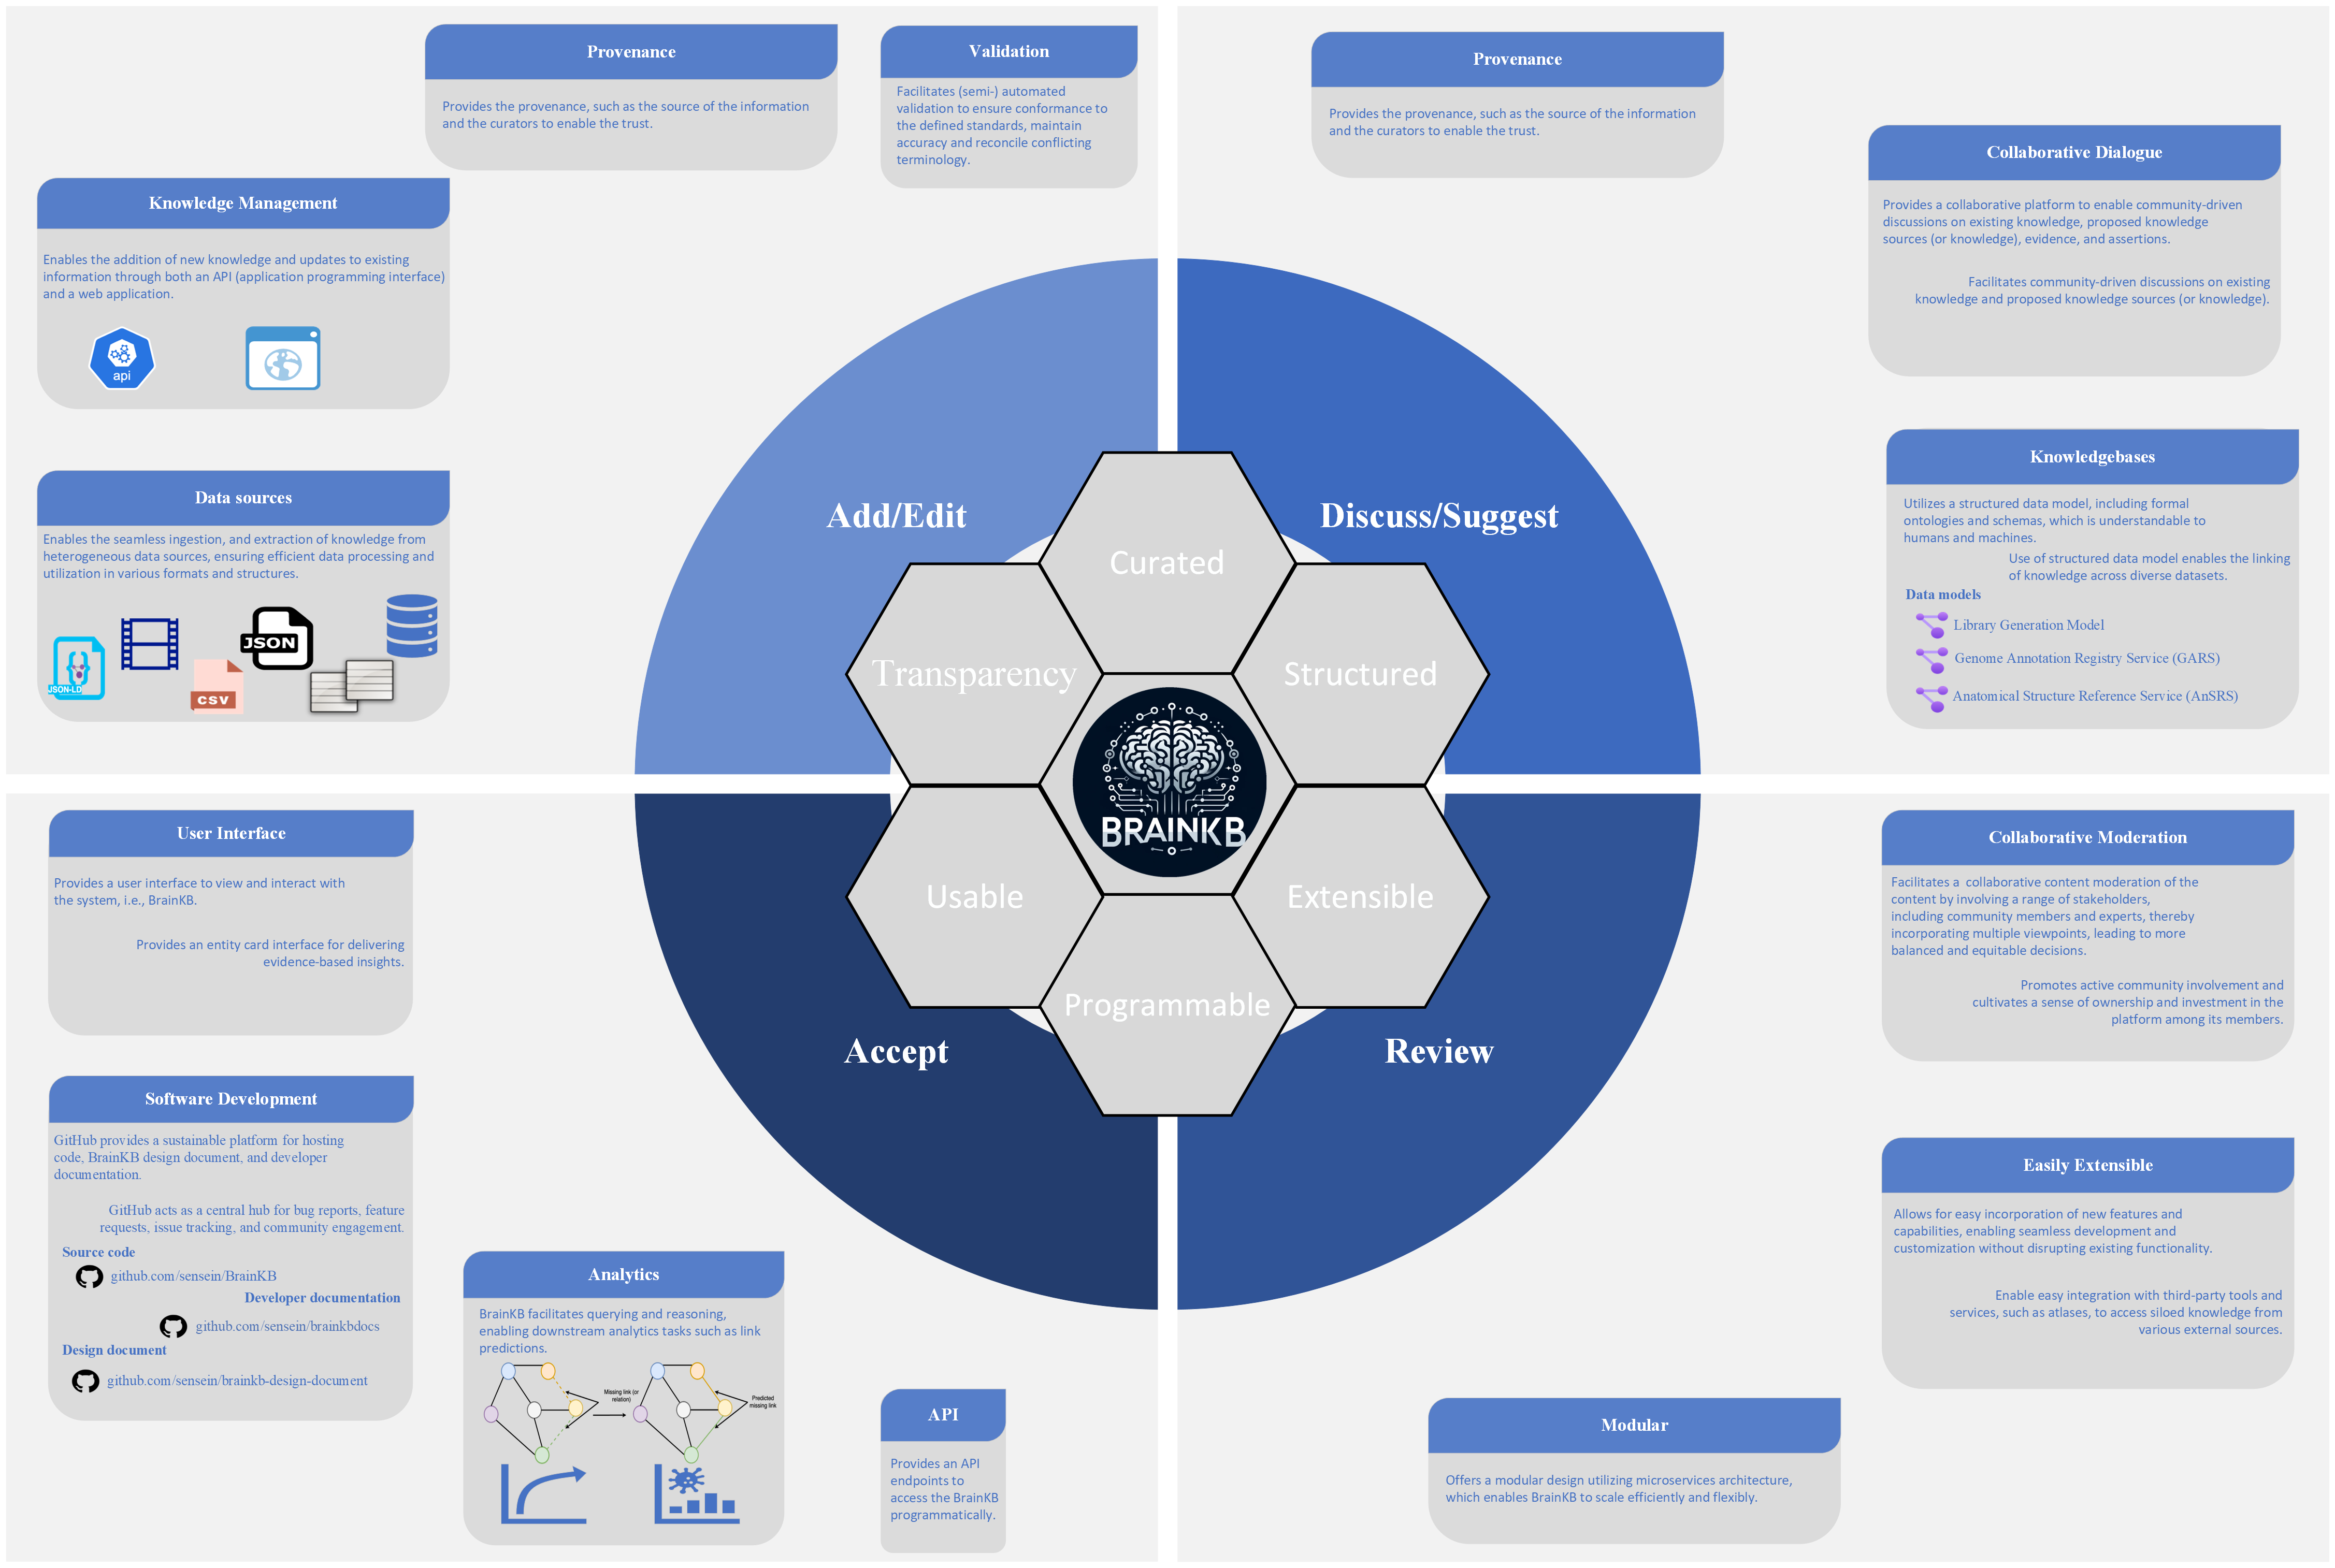 Provenance
Provides the provenance, such as the source of the information
and the curators to enable the trust.
Validation
Facilitates (semi-) automated
validation to ensure conformance to
the defined standards, maintain
accuracy and reconcile conflicting
terminology.
Knowledge Management
Enables the addition of new knowledge and updates to existing
information through both an API (application programming interface)
and a web application.
api
Data sources
Enables the seamless ingestion, and extraction of knowledge from
heterogeneous data sources, ensuring efficient data processing and
utilization in various formats and structures.
JSON-LD
CSV
JSON
Provenance
Provides the provenance, such as the source of the information
and the curators to enable the trust.
Collaborative Dialogue
Provides a collaborative platform to enable community-driven
discussions on existing knowledge, proposed knowledge
sources (or knowledge), evidence, and assertions.
Facilitates community-driven discussions on existing
knowledge and proposed knowledge sources (or knowledge).
Knowledgebases
Utilizes a structured data model, including formal
ontologies and schemas, which is understandable to
humans and machines.
Use of structured data model enables the linking
of knowledge across diverse datasets.
Data models
Library Generation Model
Genome Annotation Registry Service (GARS)
Anatomical Structure Reference Service (AnSRS)
Add/Edit
Discuss/Suggest
Curated
Transparency
Structured
BRAINKB
Usable
Extensible
Programmable
Accept
Review
User Interface
Provides a user interface to view and interact with
the system, i.e., BrainKB.
Provides an entity card interface for delivering
evidence-based insights.
Software Development
GitHub provides a sustainable platform for hosting
code, BrainKB design document, and developer
documentation.
GitHub acts as a central hub for bug reports, feature
requests, issue tracking, and community engagement.
Source code
github.com/sensein/BrainKB
Developer documentation
github.com/sensein/brainkbdocs
Design document
github.com/sensein/brainkb-design-document
Analytics
BrainKB facilitates querying and reasoning,
enabling downstream analytics tasks such as link
predictions.
Missing link (or
relation)
Predicted
missing link
API
Provides an API
endpoints to
access the BrainKB
programmatically.
Collaborative Moderation
Facilitates a  collaborative content moderation of the
content by involving a range of stakeholders,
including community members and experts, thereby
incorporating multiple viewpoints, leading to more
balanced and equitable decisions.
Promotes active community involvement and
cultivates a sense of ownership and investment in the
platform among its members.
Easily Extensible
Allows for easy incorporation of new features and
capabilities, enabling seamless development and
customization without disrupting existing functionality.
Enable easy integration with third-party tools and
services, such as atlases, to access siloed knowledge from
various external sources.
Modular
Offers a modular design utilizing microservices architecture,
which enables BrainKB to scale efficiently and flexibly.